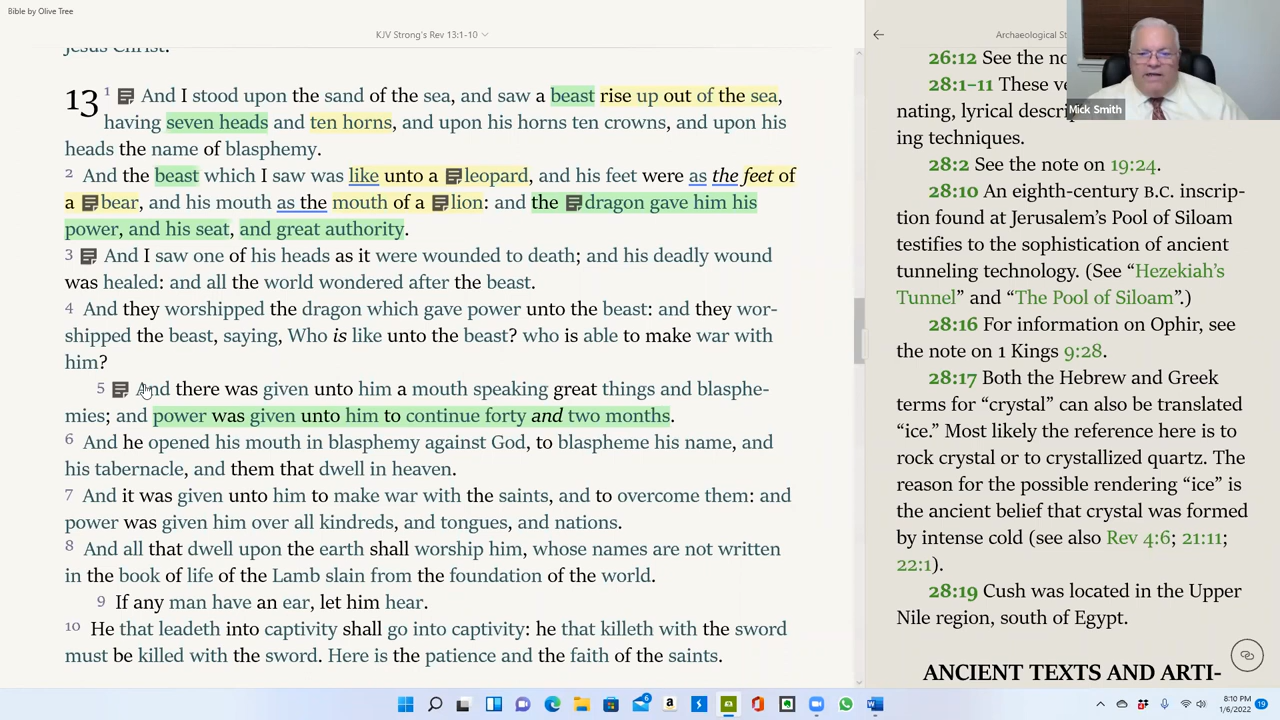 Bible by Olive Tree
KJV Strong's Rev 13:1-10
Jesus Christ.
13 1 And I stood upon the sand of the sea, and saw a beast rise up out of the sea,
having seven heads and ten horns, and upon his horns ten crowns, and upon his
heads the name of blasphemy.
2 And the beast which I saw was like unto a leopard, and his feet were as the feet of
a bear, and his mouth as the mouth of a lion: and the dragon gave him his
power, and his seat, and great authority.
3 And I saw one of his heads as it were wounded to death; and his deadly wound
was healed: and all the world wondered after the beast.
4 And they worshipped the dragon which gave power unto the beast: and they wor-
shipped the beast, saying, Who is like unto the beast? who is able to make war with
him?
5 And there was given unto him a mouth speaking great things and blasphe-
mies; and power was given unto him to continue forty and two months.
6 And he opened his mouth in blasphemy against God, to blaspheme his name, and
his tabernacle, and them that dwell in heaven.
7 And it was given unto him to make war with the saints, and to overcome them: and
power was given him over all kindreds, and tongues, and nations.
8 And all that dwell upon the earth shall worship him, whose names are not written
in the book of life of the Lamb slain from the foundation of the world.
9 If any man have an ear, let him hear.
10 He that leadeth into captivity shall go into captivity: he that killeth with the sword
must be killed with the sword. Here is the patience and the faith of the saints.
Archaeological
26:12 See the
28:1–11 These
nating, lyrical
ing techniques.
28:2 See the note on 19:24.
28:10 An eighth-century B.C. inscrip-
tion found at Jerusalem's Pool of Siloam
testifies to the sophistication of ancient
tunneling technology. (See “Hezekiah's
Tunnel” and “The Pool of Siloam”.)
28:16 For information on Ophir, see
the note on 1 Kings 9:28.
28:17 Both the Hebrew and Greek
terms for “crystal” can also be translated
“ice.” Most likely the reference here is to
rock crystal or to crystallized quartz. The
reason for the possible rendering “ice” is
the ancient belief that crystal was formed
by intense cold (see also Rev 4:6; 21:11;
22:1).
28:19 Cush was located in the Upper
Nile region, south of Egypt.
ANCIENT TEXTS AND ARTI-
Mick Smith
8:10 PM
1/6/2022
19